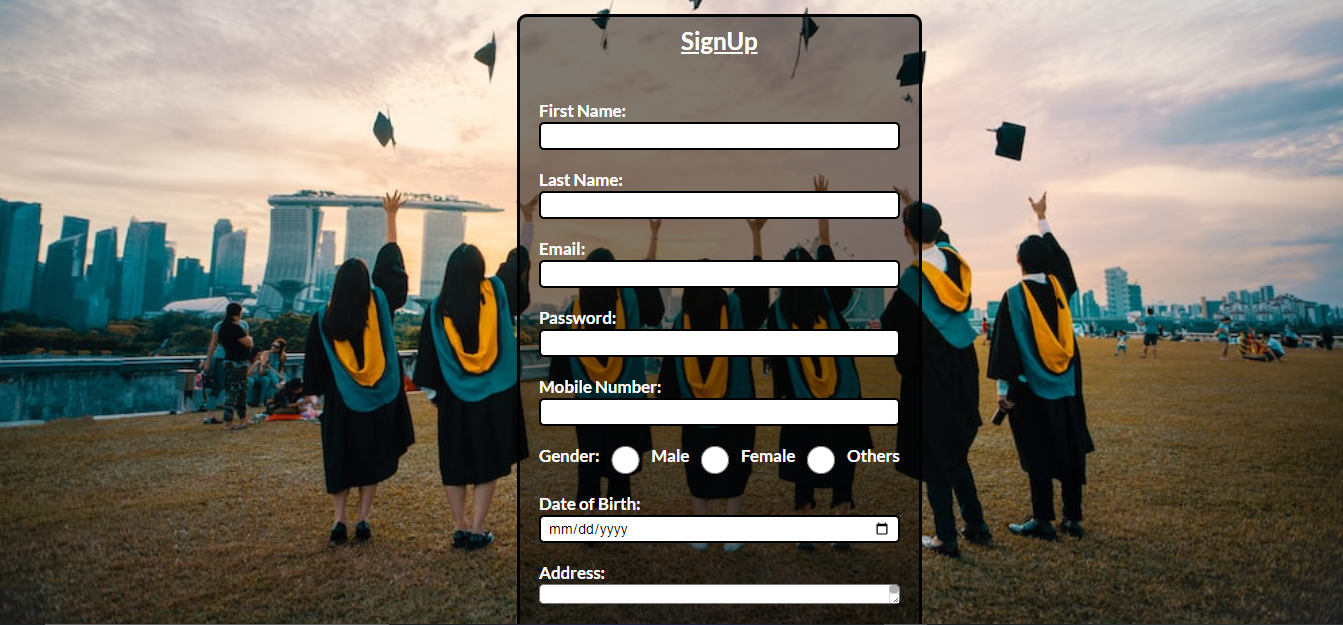 SignUp
First Name:
Last Name:
Email:
Password:
Mobile Number:
Gender: Male Female Others
Date of Birth:
mm/dd/yyyy
Address: